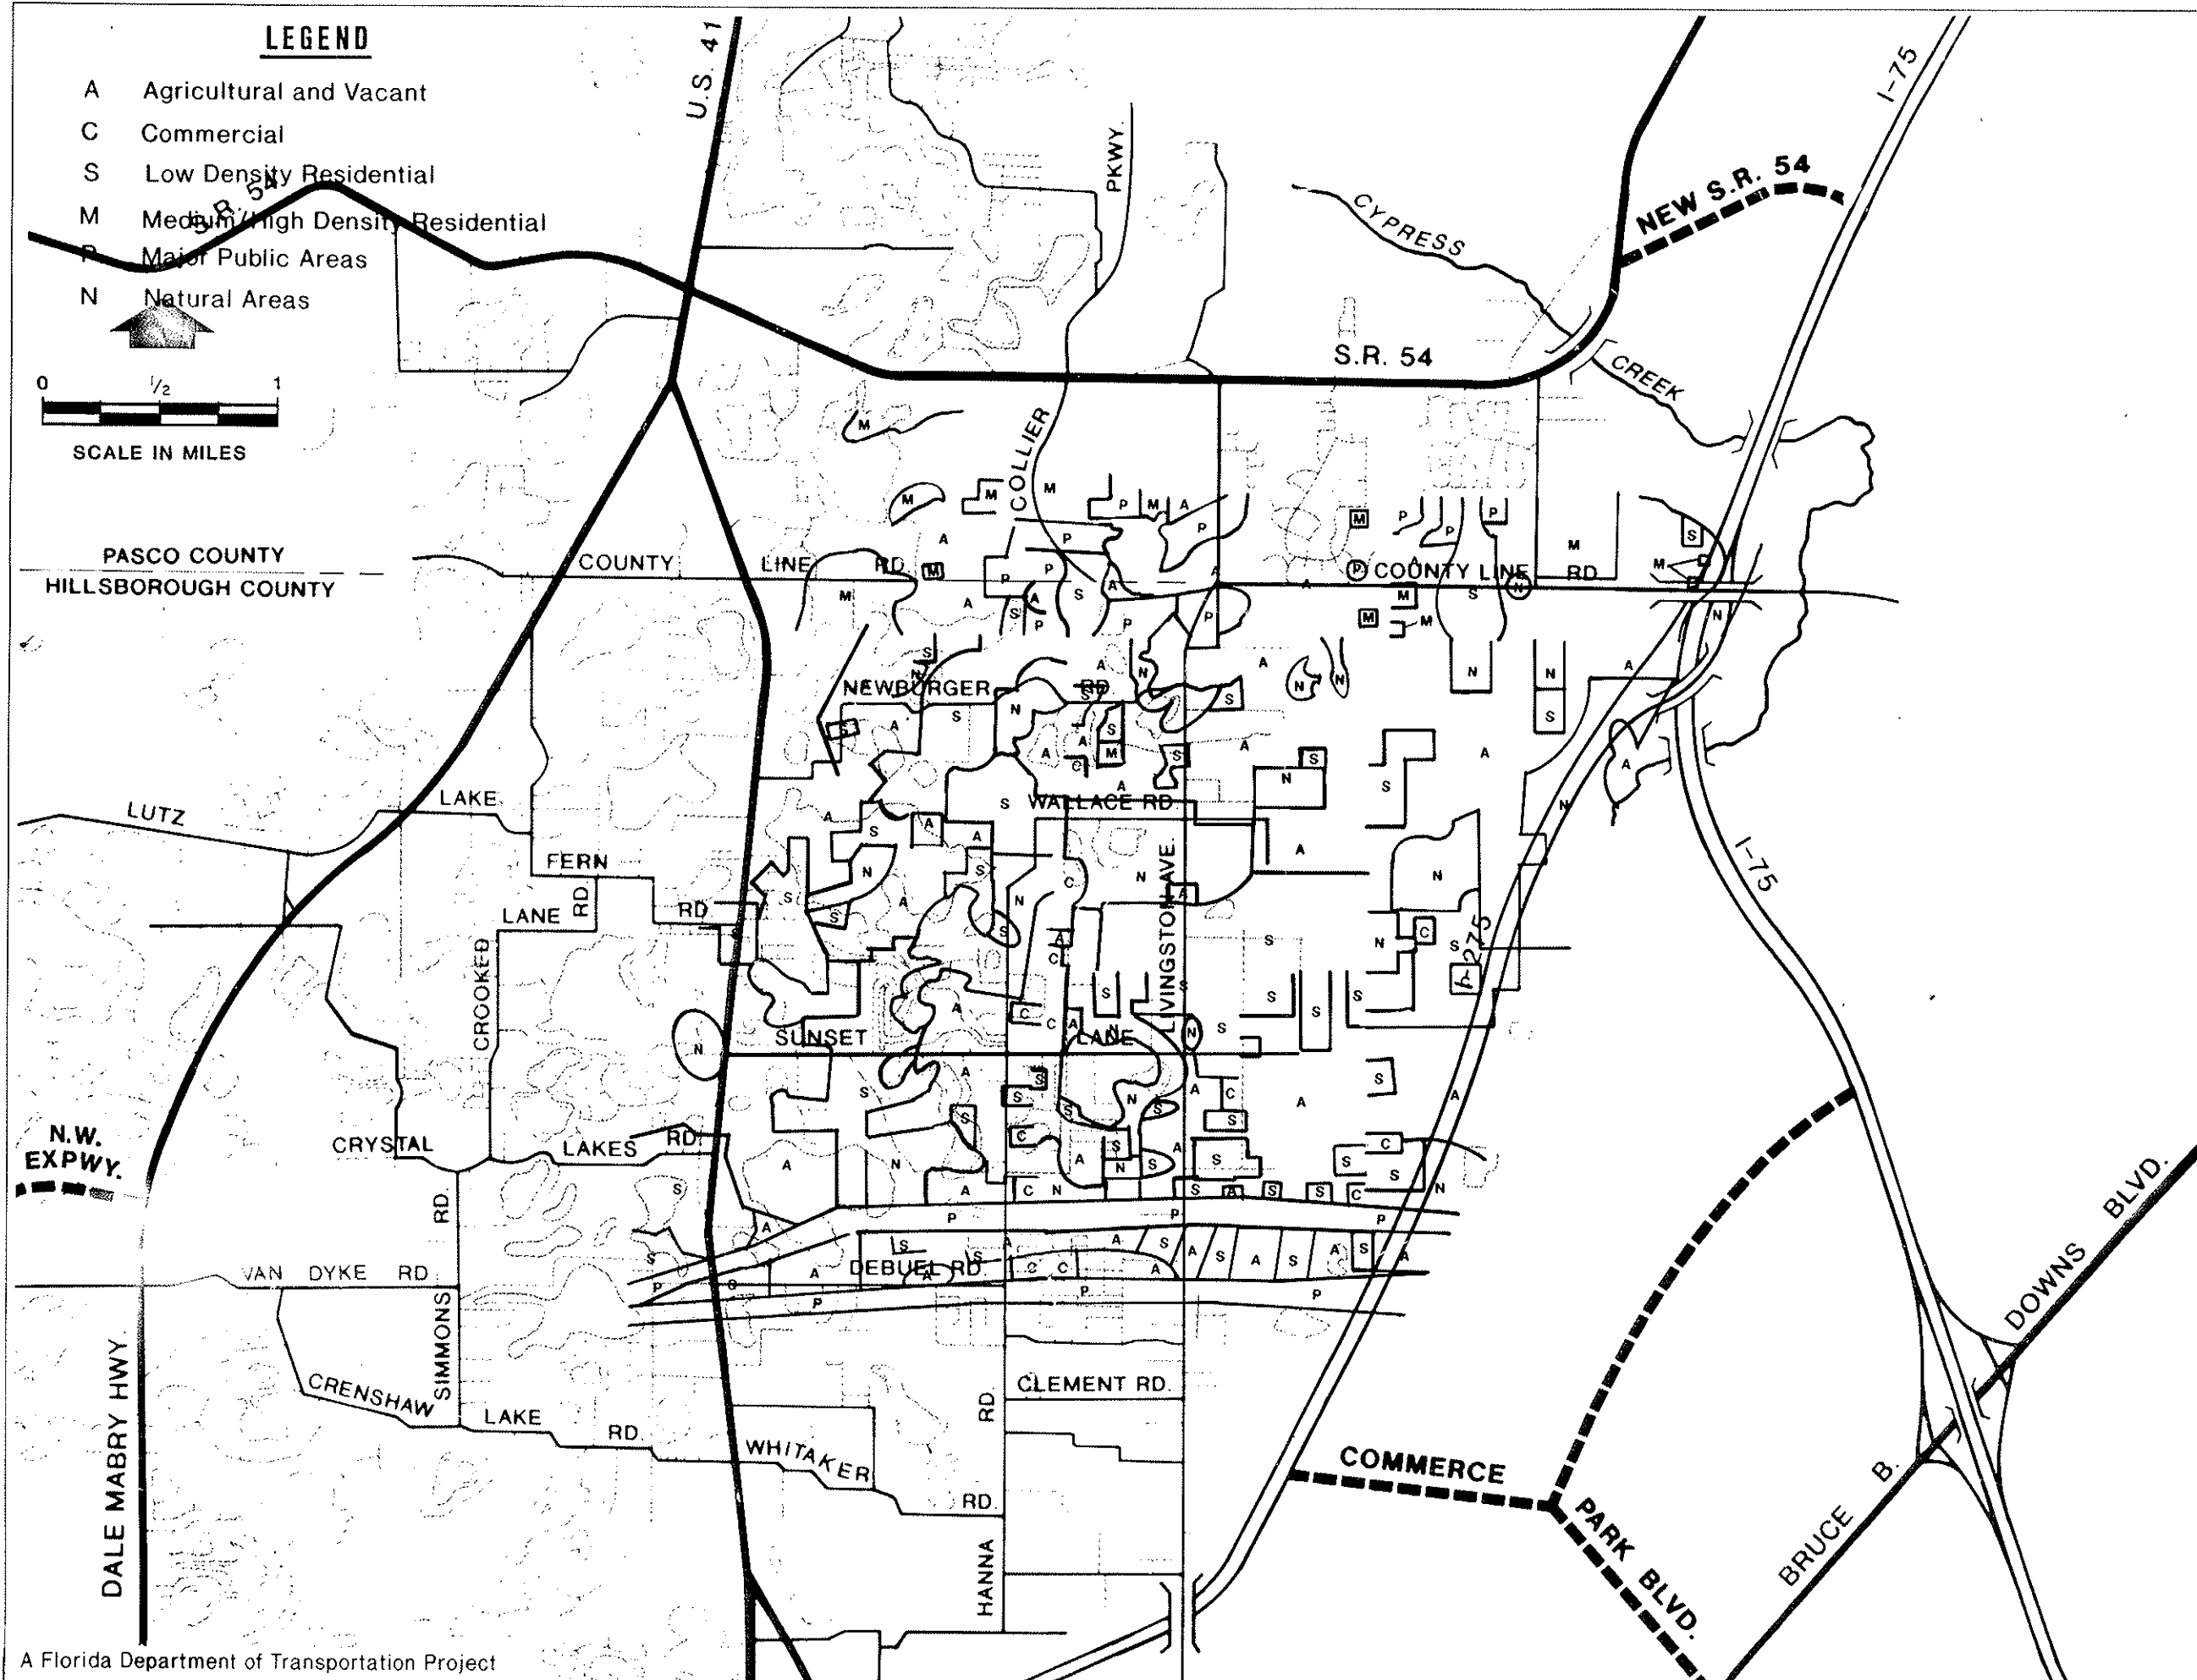 LEGEND
A Agricultural and Vacant
C Commercial
S Low Density Residential
M Medium/High Density Residential
P Major Public Areas
N Natural Areas
0 1/2 1
SCALE IN MILES
S.R. 54
U.S. 41
PKWY.
COLLIER
CYPRESS
CREEK
NEW S.R. 54
I-75
S.R. 54
PASCO COUNTY
HILLSBOROUGH COUNTY
COUNTY LINE RD
COUNTY LINE RD
NEWBURGER RD
WALLACE RD
LUTZ LAKE
FERN
RD
LANE RD.
CROOKED
LIVINGSTON AVE.
I-275
I-75
SUNSET LANE
N.W.
EXPWY.
CRYSTAL LAKES RD
RD.
SIMMONS
VAN DYKE RD
DEBUEL RD
CRENSHAW LAKE RD.
WHITAKER RD.
CLEMENT RD.
HANNA RD.
DALE MABRY HWY.
COMMERCE
PARK BLVD.
BRUCE B. DOWNS BLVD.
A Florida Department of Transportation Project